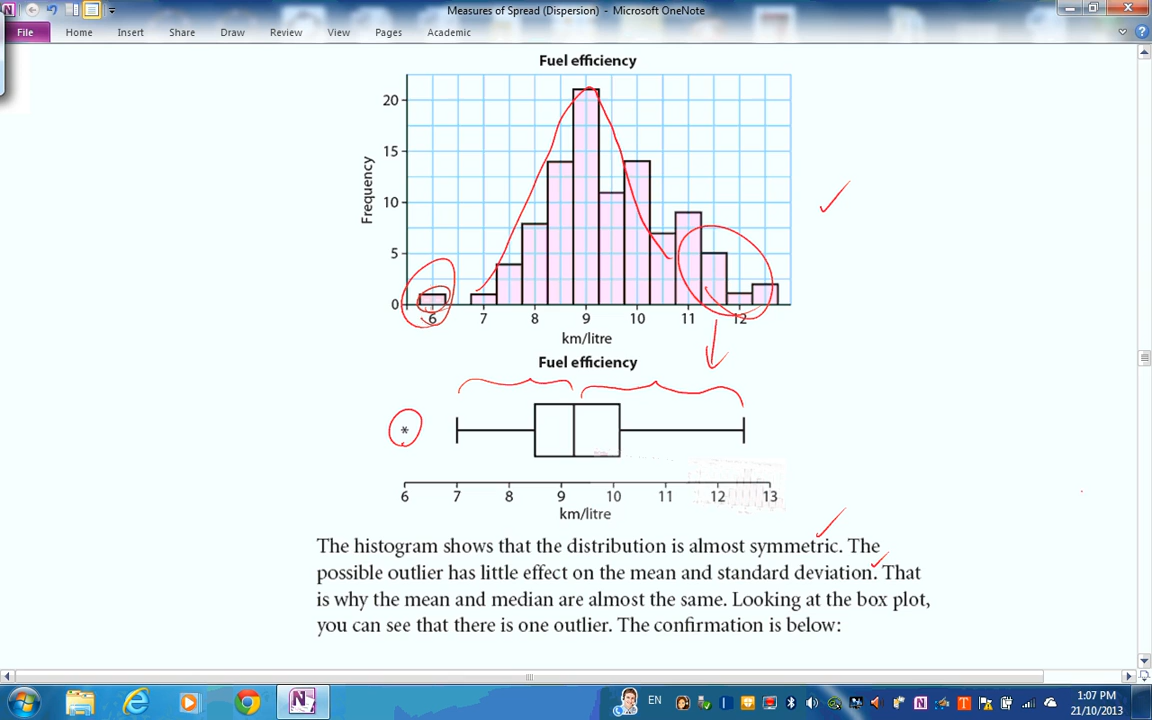 Measures of Spread (Dispersion) - Microsoft OneNote
File Home Insert Share Draw Review View Pages Academic
Fuel efficiency
20
15
10
5
0
Frequency
6 7 8 9 10 11 12
km/litre
Fuel efficiency
*
6 7 8 9 10 11 12 13
km/litre
The histogram shows that the distribution is almost symmetric. The
possible outlier has little effect on the mean and standard deviation. That
is why the mean and median are almost the same. Looking at the box plot,
you can see that there is one outlier. The confirmation is below:
EN
1:07 PM
21/10/2013